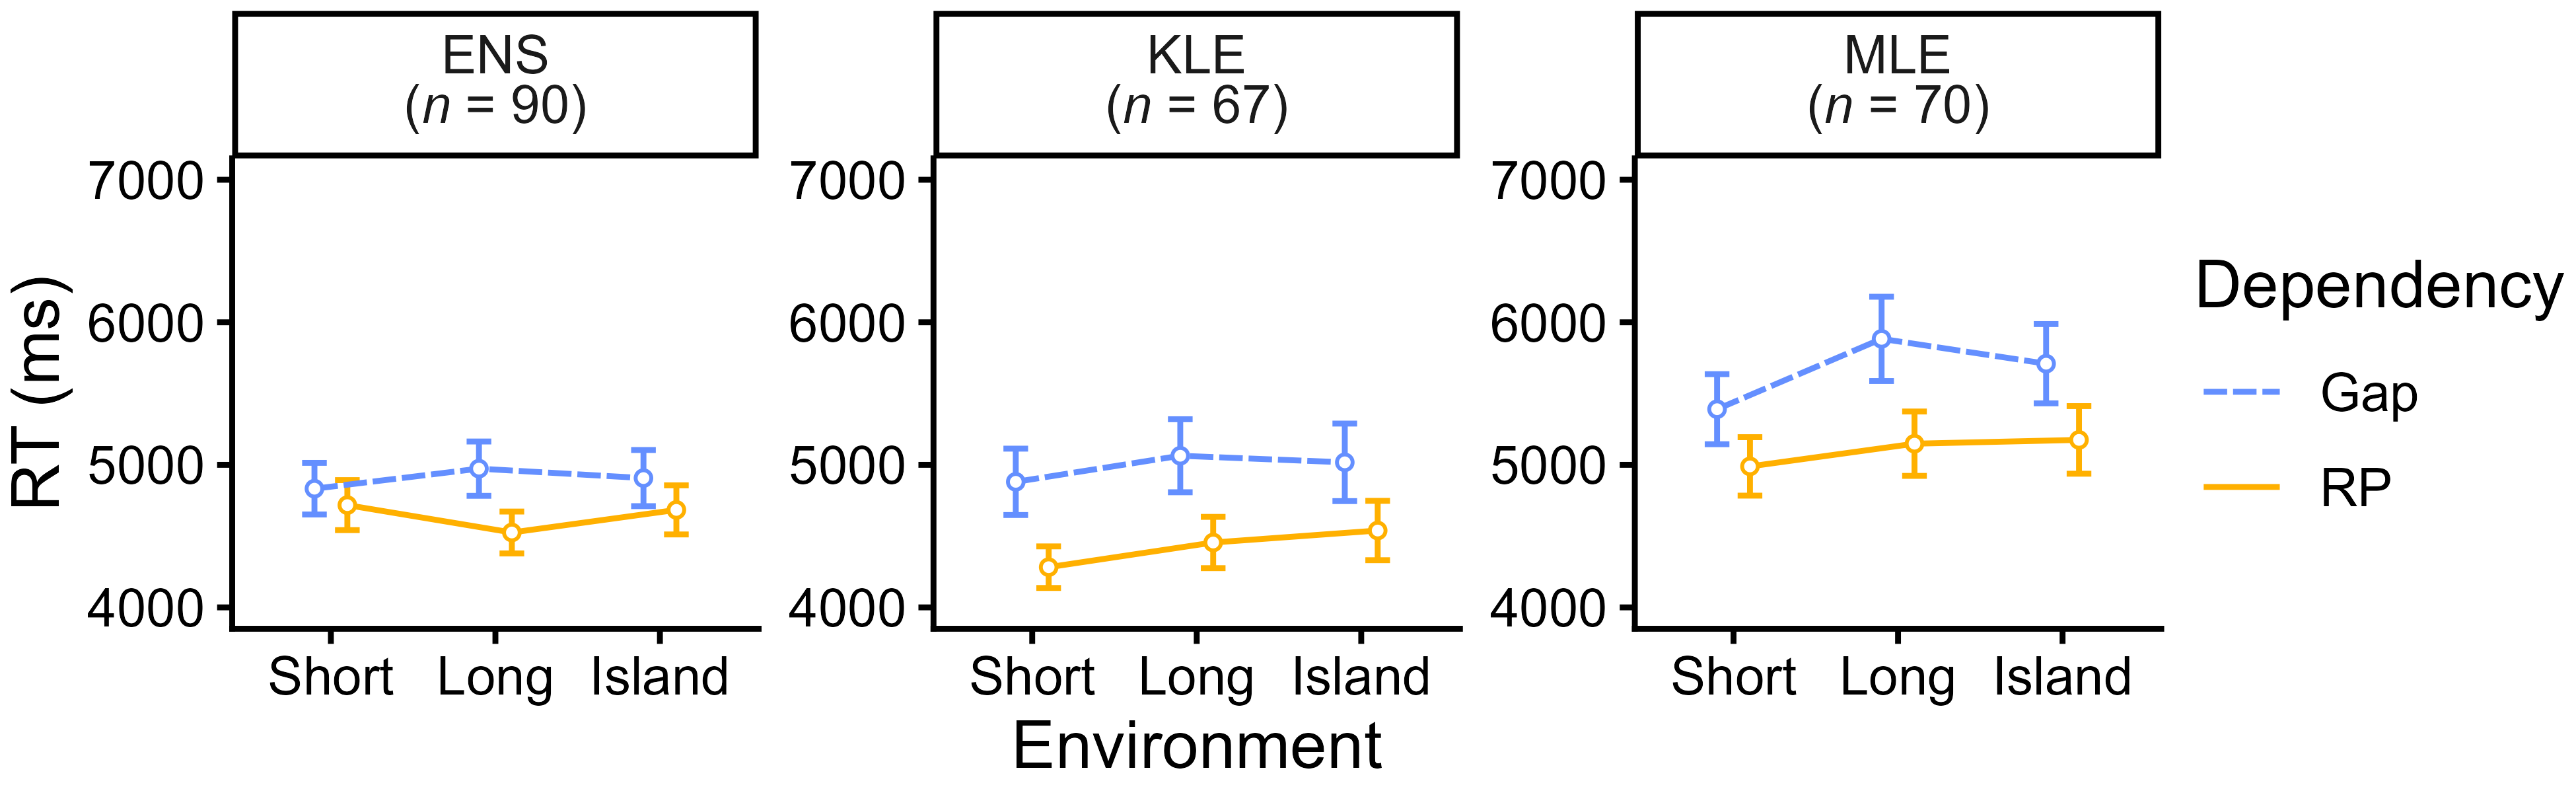 ENS
(n = 90)
KLE
(n = 67)
MLE
(n = 70)
RT (ms)
7000
6000
5000
4000
Short Long Island
7000
6000
5000
4000
Short Long Island
7000
6000
5000
4000
Short Long Island
Environment
Dependency
Gap
RP